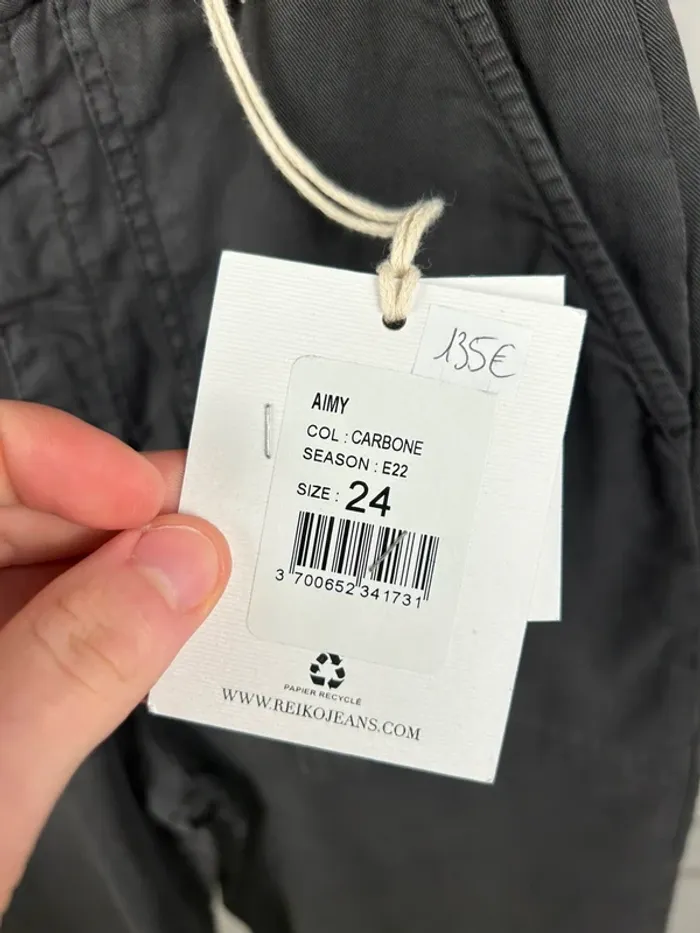 135€
AIMY
COL : CARBONE
SEASON : E22
SIZE : 24
3 700652 341731
PAPIER RECYCLÉ
WWW.REIKOJEANS.COM